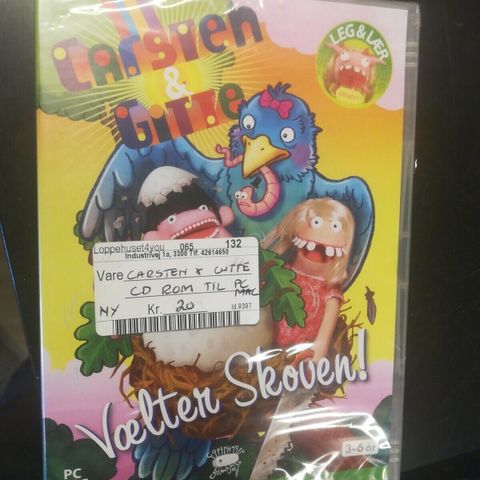 Carsten
&
Gitte
LEG & LÆR
Loppehuset4you 065 132
Industrivej 1a, 3300 Tlf. 42614650
Vare CARSTEN & GITTE
CD ROM TIL PC
MAC
NY Kr. 20 Id.9397
Vælter Skoven!
3-6 år
PC